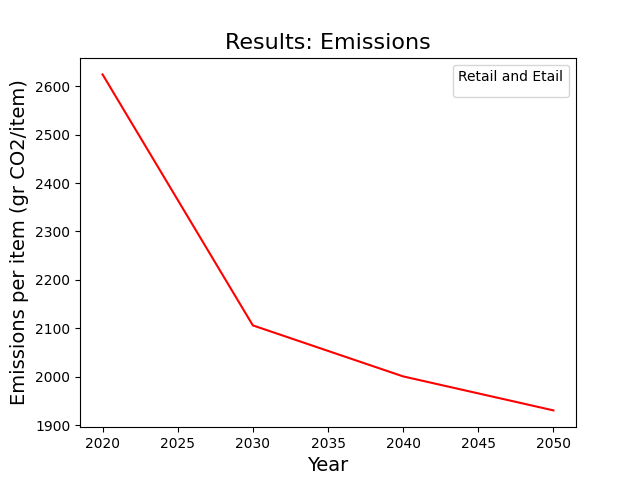 Results: Emissions
Retail and Etail
Emissions per item (gr CO2/item)
2600
2500
2400
2300
2200
2100
2000
1900
2020 2025 2030 2035 2040 2045 2050
Year